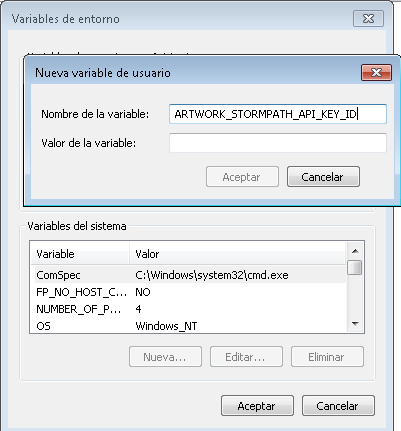 Variables de entorno
Nueva variable de usuario
Nombre de la variable: ARTWORK_STORMPATH_API_KEY_ID
Valor de la variable:
Aceptar Cancelar
Variables del sistema
Variable Valor
ComSpec C:\Windows\system32\cmd.exe
FP_NO_HOST_C... NO
NUMBER_OF_P... 4
OS Windows_NT
Nueva... Editar... Eliminar
Aceptar Cancelar